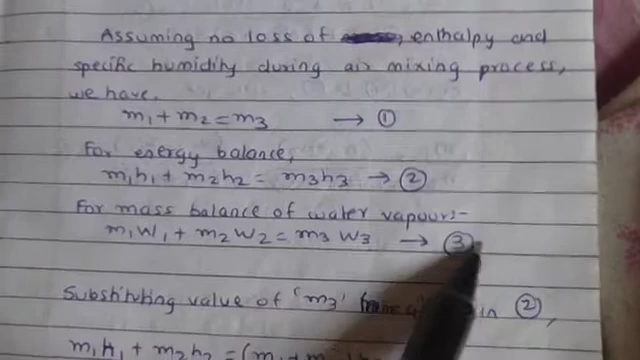 Assuming no loss of , enthalpy and
specific humidity during air mixing process,
we have,
m₁ + m₂ = m₃ → ①
For energy balance,
m₁h₁ + m₂h₂ = m₃h₃ → ②
For mass balance of water vapour:-
m₁W₁ + m₂W₂ = m₃W₃ → ③
Substituting value of 'm₃' in ②,
m₁h₁ + m₂h₂ = (m₁ + m